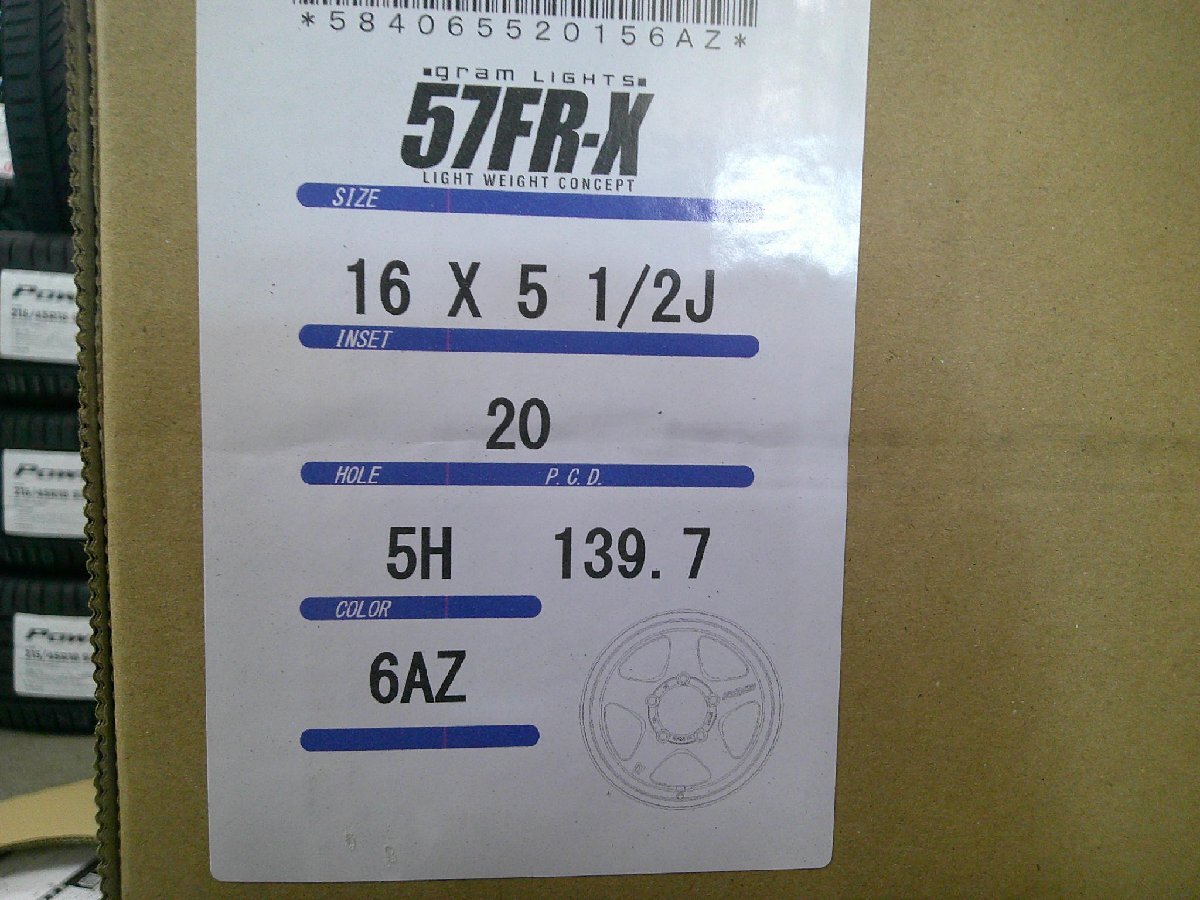 *584065520156AZ*
gram LIGHTS
57FR-X
LIGHT WEIGHT CONCEPT
SIZE
16 X 5 1/2J
INSET
20
HOLE P.C.D.
5H 139.7
COLOR
6AZ